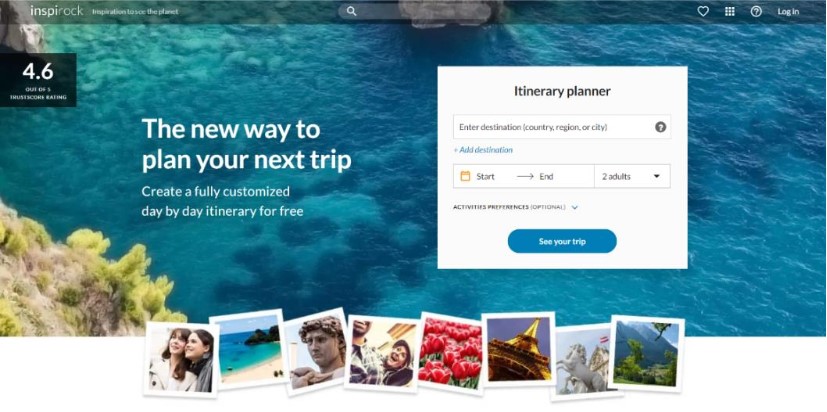 inspirock Inspiration to see the planet
Log in
4.6
OUT OF 5
TRUSTSCORE RATING
The new way to
plan your next trip
Create a fully customized
day by day itinerary for free
Itinerary planner
Enter destination (country, region, or city) ?
+ Add destination
Start → End 2 adults
ACTIVITIES PREFERENCES (OPTIONAL)
See your trip